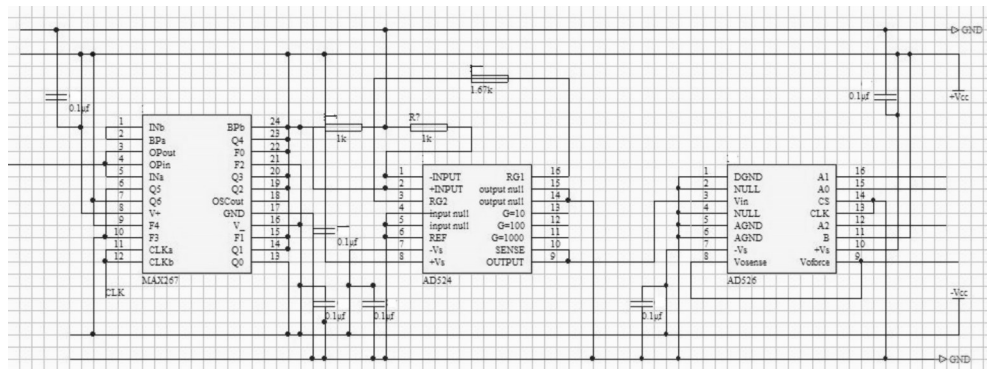 GND
+Vcc
0.1μf
1.67k
0.1μf
R?
1k
1k
1 INb BPb 24
2 BPa Q4 23
3 OPout F0 22
4 OPin F2 21
5 INa Q3 20
6 Q5 Q2 19
7 Q6 OSCout 18
8 V+ GND 17
9 F4 V_ 16
10 F3 F1 15
11 CLKa Q1 14
12 CLKb Q0 13
MAX267
CLK
1 -INPUT RG1 16
2 +INPUT output null 15
3 RG2 output null 14
4 input null G=10 13
5 input null G=100 12
6 REF G=1000 11
7 -Vs SENSE 10
8 +Vs OUTPUT 9
AD524
1 DGND A1 16
2 NULL A0 15
3 Vin CS 14
4 NULL CLK 13
5 AGND A2 12
6 AGND B 11
7 -Vs +Vs 10
8 Vosense Voforce 9
AD526
0.1μf
0.1μf
0.1μf
0.1μf
-Vcc
GND